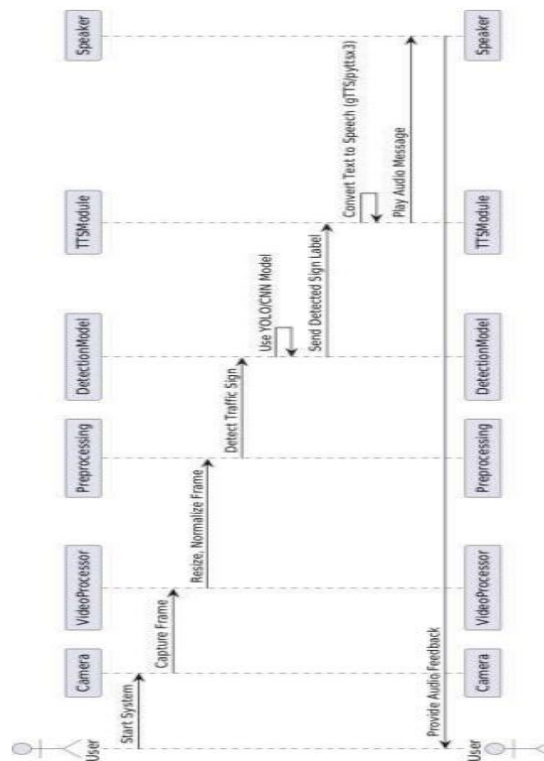 User
Camera
VideoProcessor
Preprocessing
DetectionModel
TTSModule
Speaker
Start System
Capture Frame
Resize, Normalize Frame
Detect Traffic Sign
Use YOLO/CNN Model
Send Detected Sign Label
Convert Text to Speech (gTTS/pyttsx3)
Play Audio Message
Provide Audio Feedback
User
Camera
VideoProcessor
Preprocessing
DetectionModel
TTSModule
Speaker